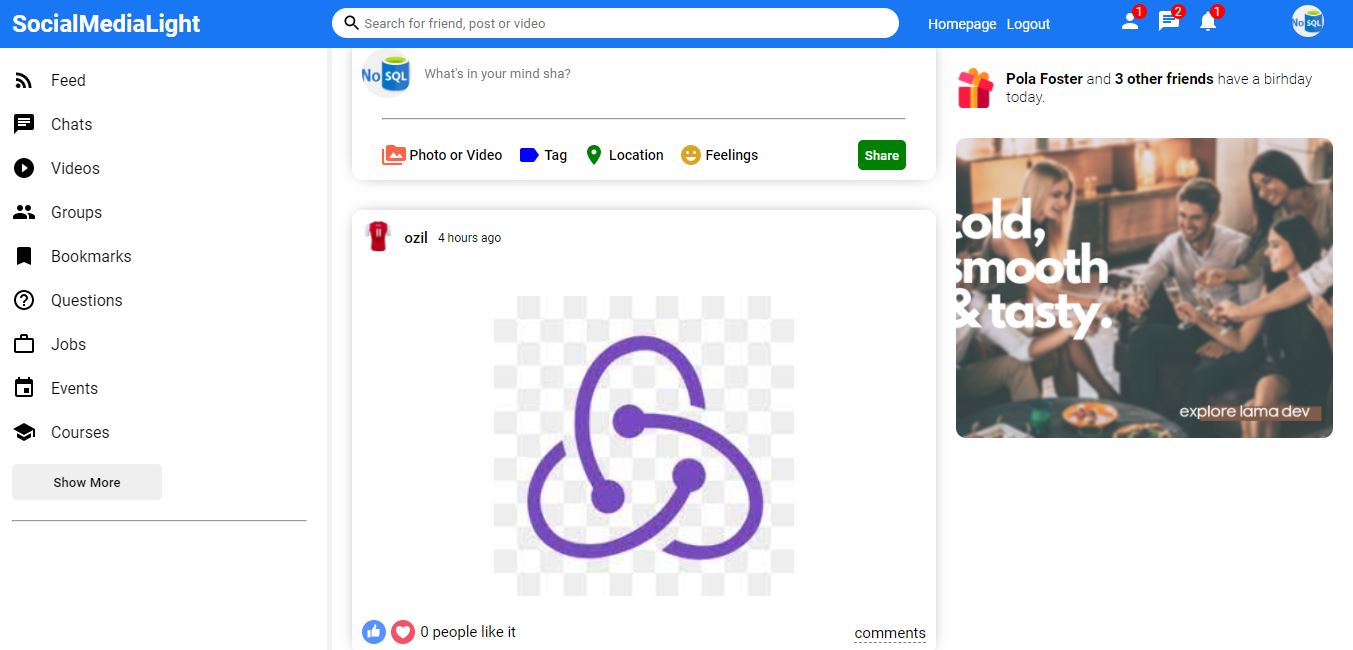 SocialMediaLight
Search for friend, post or video
Homepage Logout
1
2
1
No SQL
Feed
Chats
Videos
Groups
Bookmarks
Questions
Jobs
Events
Courses
Show More
No SQL
What's in your mind sha?
Photo or Video
Tag
Location
Feelings
Share
ozil 4 hours ago
11
0 people like it
comments
Pola Foster and 3 other friends have a birhday
today.
cold,
smooth
& tasty.
explore lama dev